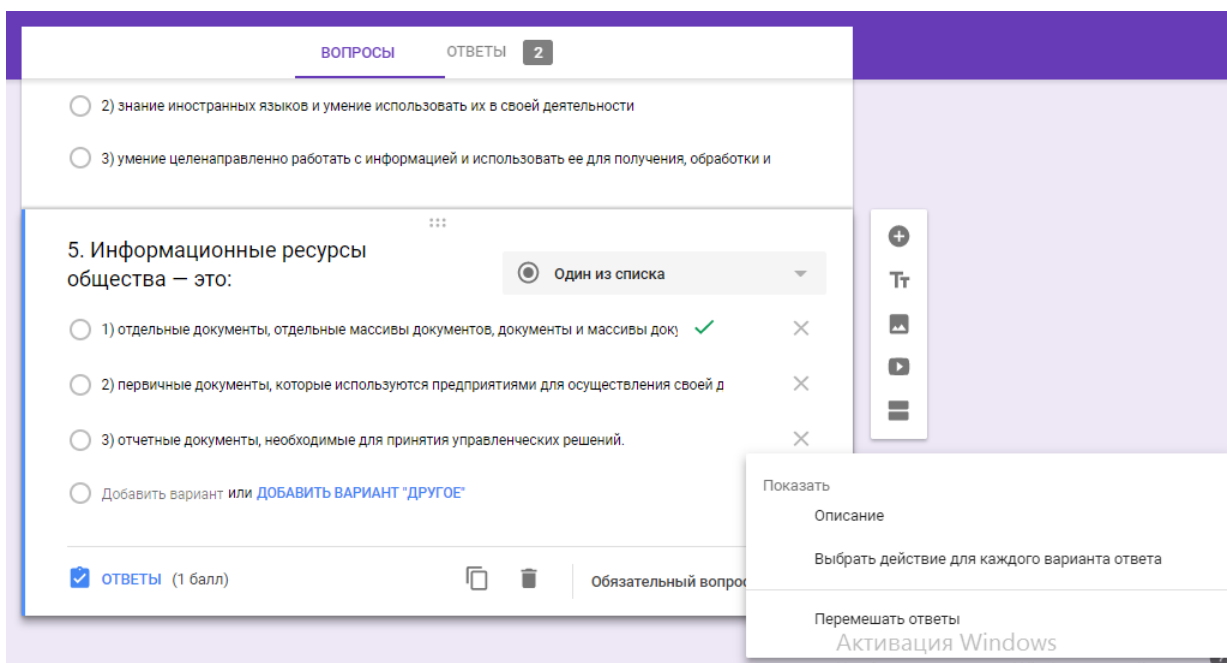 ВОПРОСЫ ОТВЕТЫ 2
2) знание иностранных языков и умение использовать их в своей деятельности
3) умение целенаправленно работать с информацией и использовать ее для получения, обработки и
5. Информационные ресурсы
общества — это:
Один из списка
Тт
1) отдельные документы, отдельные массивы документов, документы и массивы
2) первичные документы, которые используются предприятиями для осуществления своей д
3) отчетные документы, необходимые для принятия управленческих решений.
Добавить вариант или ДОБАВИТЬ ВАРИАНТ "ДРУГОЕ"
ОТВЕТЫ (1 балл)
Обязательный вопрос
Показать
Описание
Выбрать действие для каждого варианта ответа
Перемешать ответы
Активация Windows